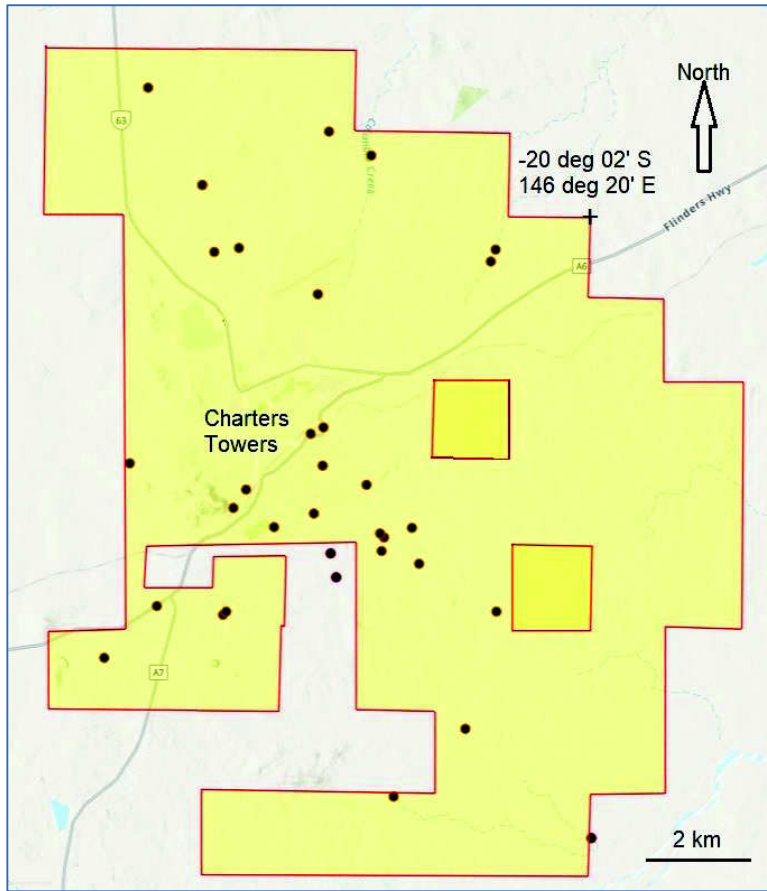 North
63
-20 deg 02' S
146 deg 20' E
Flinders Hwy
A6
Charters
Towers
A7
2 km